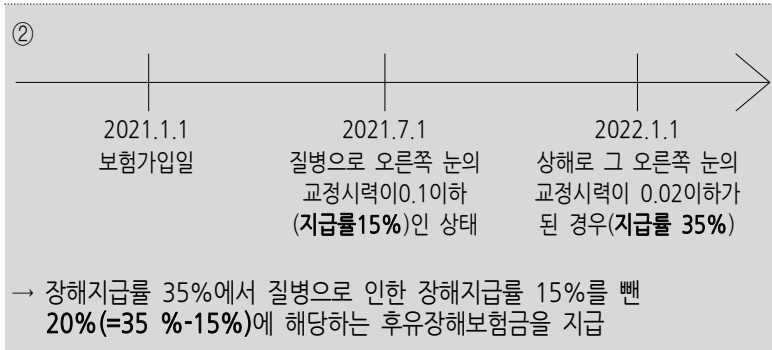 ②
2021.1.1
보험가입일
2021.7.1
질병으로 오른쪽 눈의
교정시력이0.1이하
(지급률15%)인 상태
2022.1.1
상해로 그 오른쪽 눈의
교정시력이 0.02이하가
된 경우(지급률 35%)
→ 장해지급률 35%에서 질병으로 인한 장해지급률 15%를 뺀
20%(=35 %-15%)에 해당하는 후유장해보험금을 지급